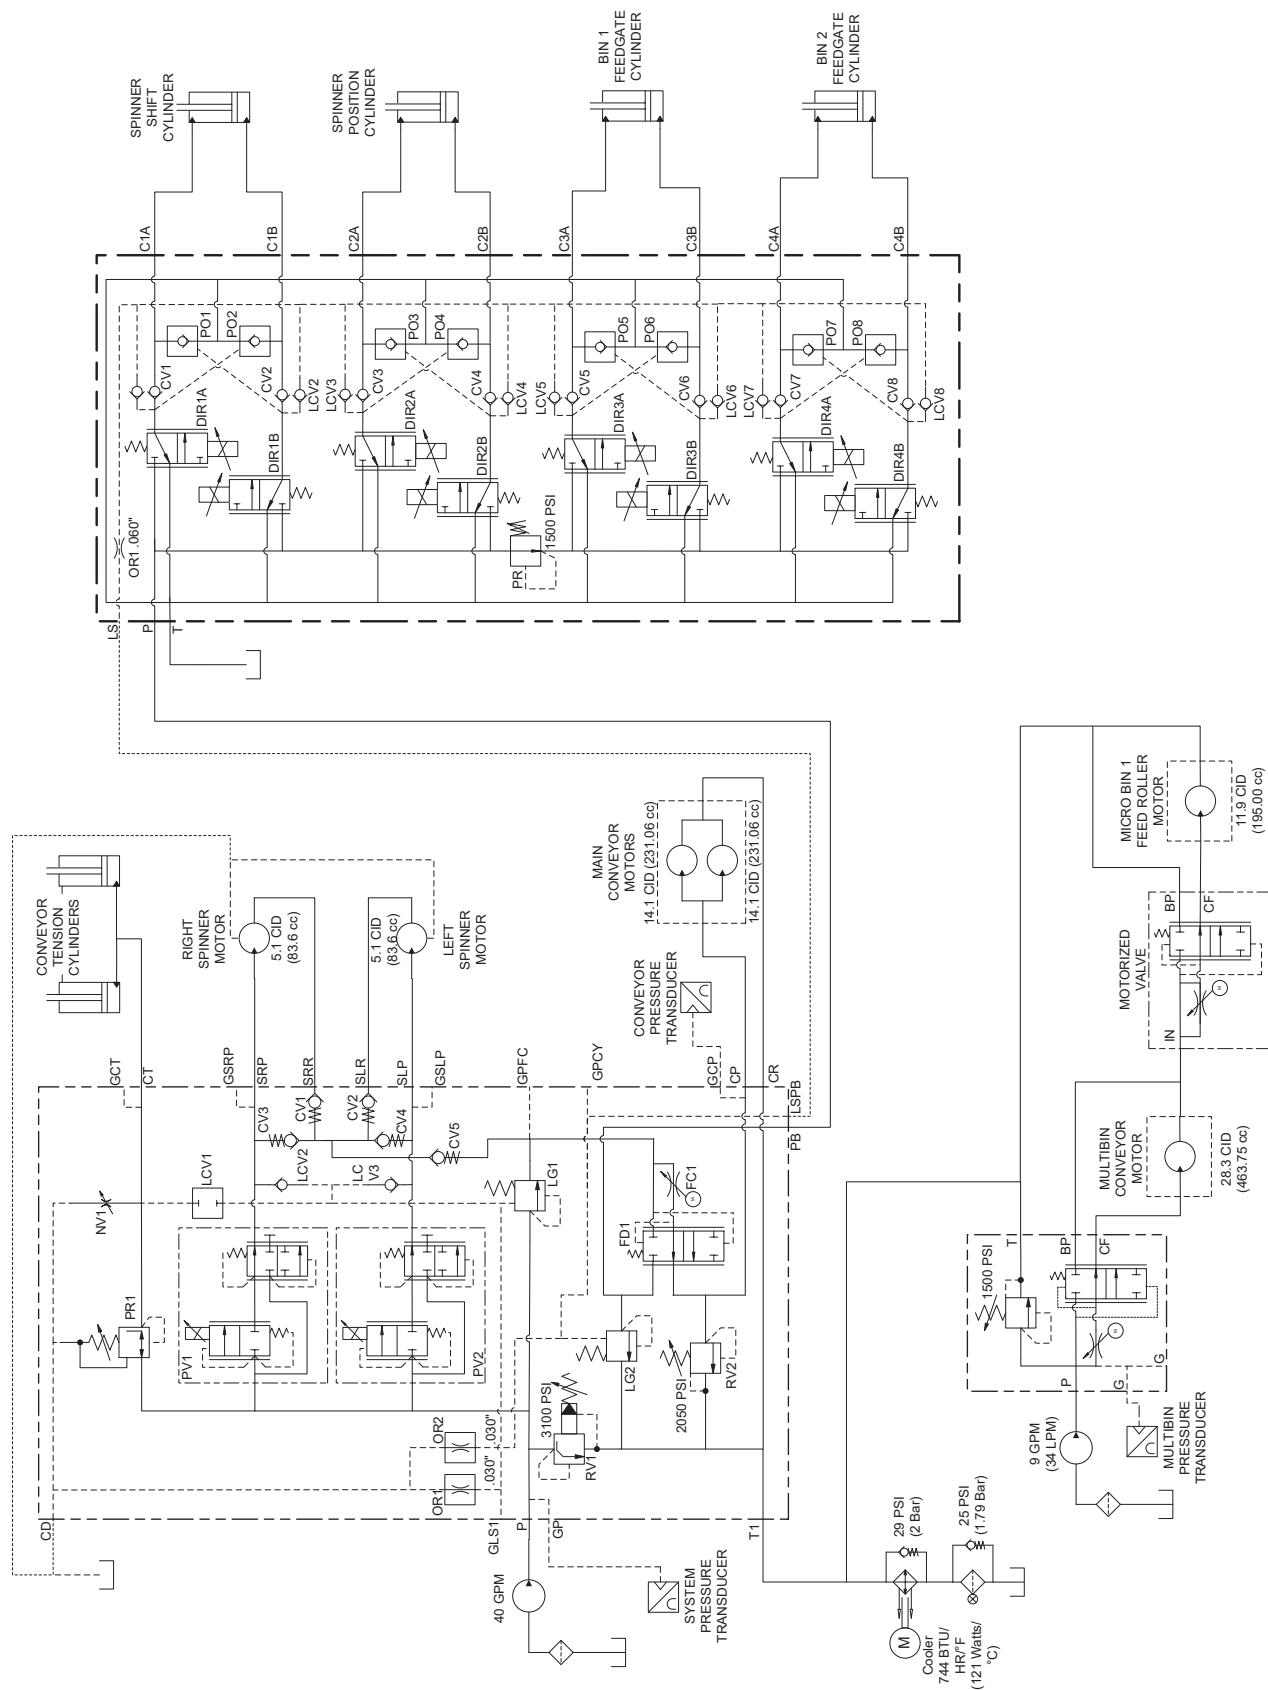 SPINNER
SHIFT
CYLINDER
SPINNER
POSITION
CYLINDER
BIN 1
FEEDGATE
CYLINDER
BIN 2
FEEDGATE
CYLINDER
C1A
C1B
C2A
C2B
C3A
C3B
C4A
C4B
PO1
PO2
PO3
PO4
PO5
PO6
PO7
PO8
CV1
CV2
LCV2
LCV3
CV3
CV4
LCV4
LCV5
CV5
CV6
LCV6
LCV7
CV7
CV8
LCV8
DIR1A
DIR1B
DIR2A
DIR2B
DIR3A
DIR3B
DIR4A
DIR4B
OR1 .060"
PR
1500 PSI
LS
P
T
CONVEYOR
TENSION
CYLINDERS
RIGHT
SPINNER
MOTOR
5.1 CID
(83.6 cc)
5.1 CID
(83.6 cc)
LEFT
SPINNER
MOTOR
MAIN
CONVEYOR
MOTORS
14.1 CID (231.06 cc)
14.1 CID (231.06 cc)
CONVEYOR
PRESSURE
TRANSDUCER
GCT
CT
GSRP
SRP
SRR
SLR
SLP
GSLP
GPFC
GPCY
GCP
CP
CR
LSPB
PB
CV3
CV1
CV2
CV4
CV5
NV1
LCV1
LCV2
LC
V3
LG1
FC1
M
FD1
PR1
PV1
PV2
LG2
2050 PSI
RV2
3100 PSI
RV1
OR1
.030"
OR2
.030"
CD
GLS1
P
GP
T1
40 GPM
SYSTEM
PRESSURE
TRANSDUCER
M
Cooler
744 BTU/
HR/°F
(121 Watts/
°C)
29 PSI
(2 Bar)
25 PSI
(1.79 Bar)
MICRO BIN 1
FEED ROLLER
MOTOR
11.9 CID
(195.00 cc)
MOTORIZED
VALVE
BP
CF
IN
M
MULTIBIN
CONVEYOR
MOTOR
28.3 CID
(463.75 cc)
T
BP
CF
1500 PSI
M
P
G
G
9 GPM
(34 LPM)
MULTIBIN
PRESSURE
TRANSDUCER